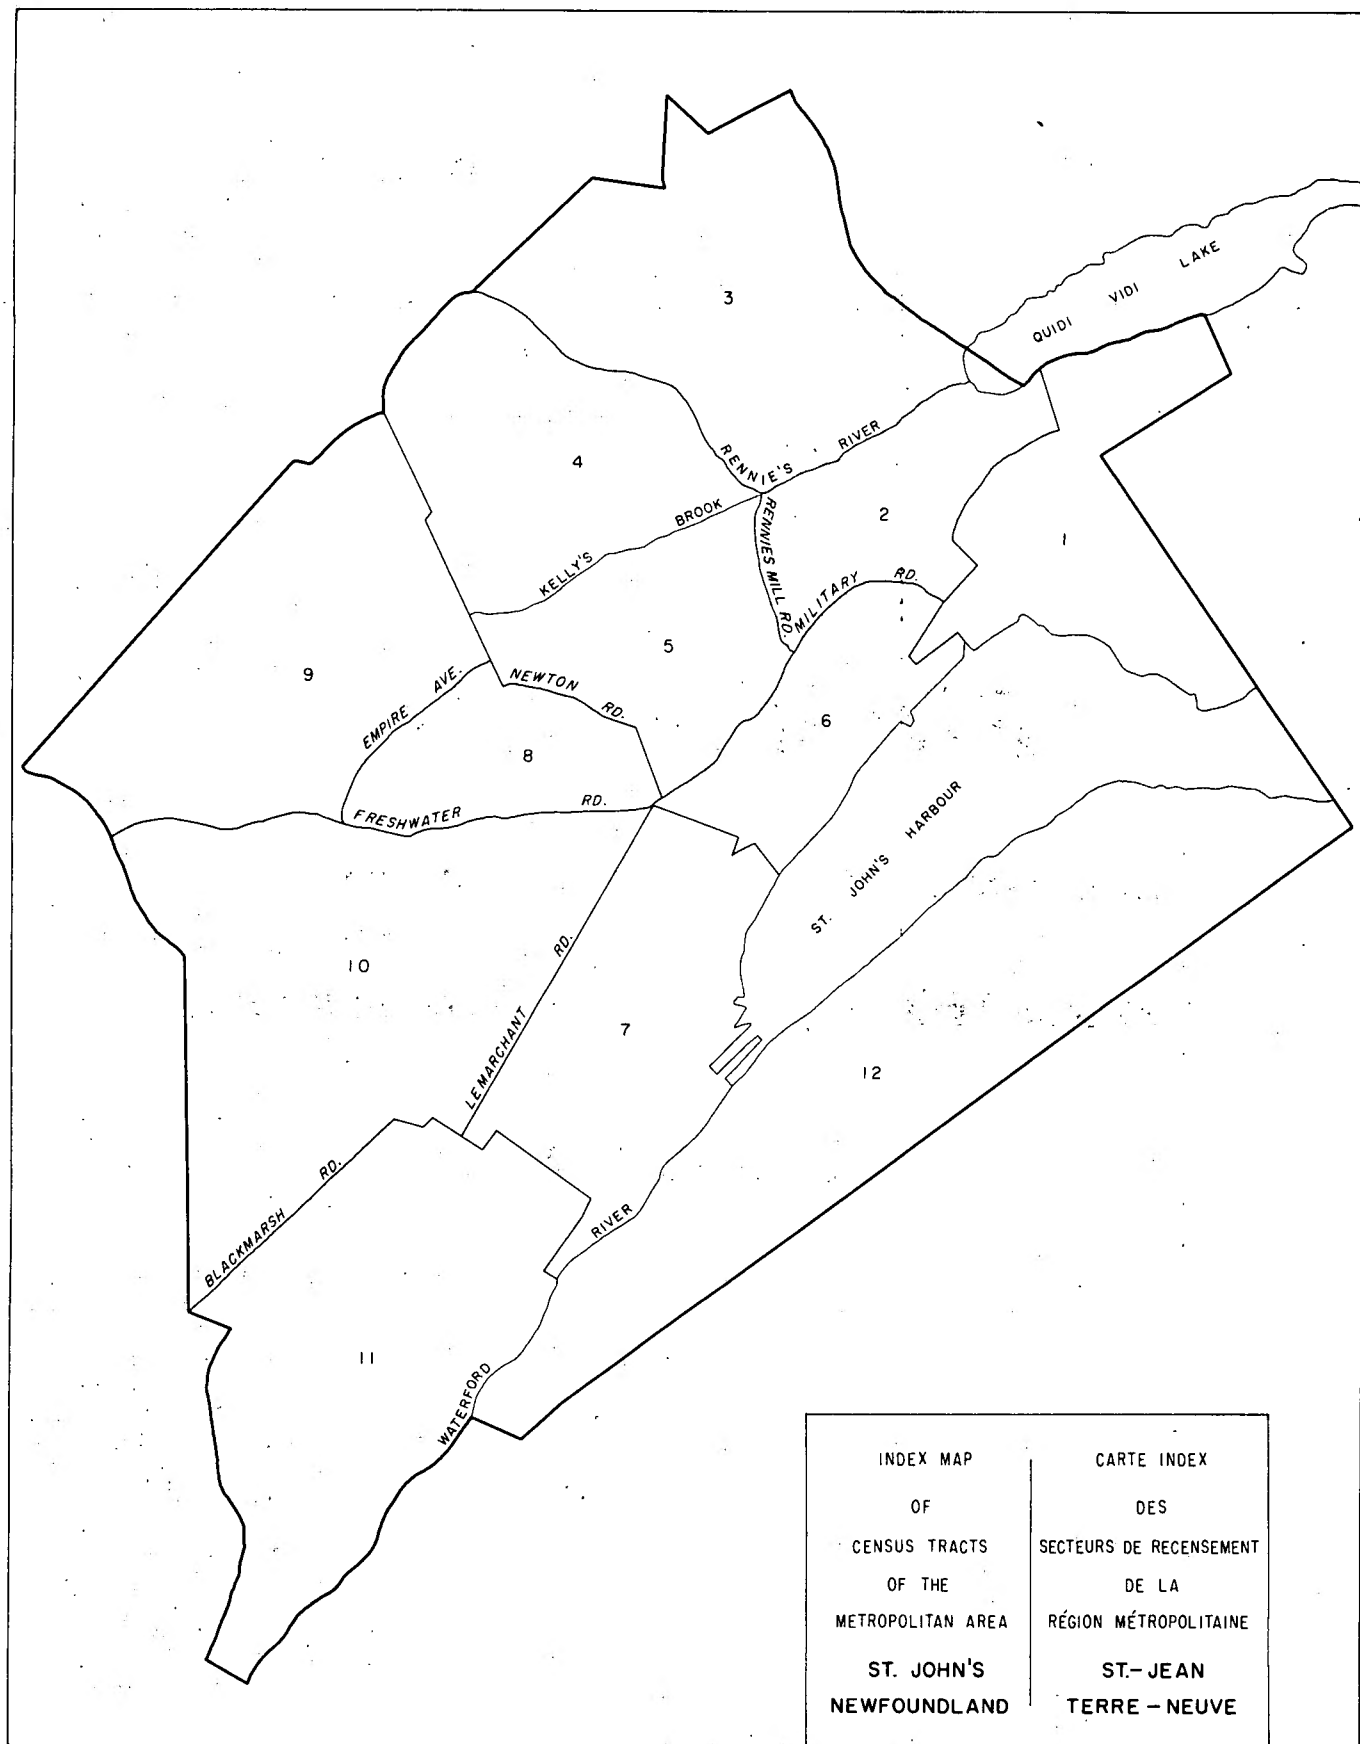 QUIDI VIDI LAKE
3
RENNIE'S RIVER
4
KELLY'S BROOK
RENNIES MILL RD.
2
MILITARY RD.
1
5
9
EMPIRE AVE.
NEWTON RD.
6
8
FRESHWATER RD.
ST. JOHN'S HARBOUR
10
LEMARCHANT RD.
7
12
BLACKMARSH RD.
WATERFORD RIVER
11
INDEX MAP
OF
CENSUS TRACTS
OF THE
METROPOLITAN AREA
ST. JOHN'S
NEWFOUNDLAND
CARTE INDEX
DES
SECTEURS DE RECENSEMENT
DE LA
RÉGION MÉTROPOLITAINE
ST.-JEAN
TERRE-NEUVE